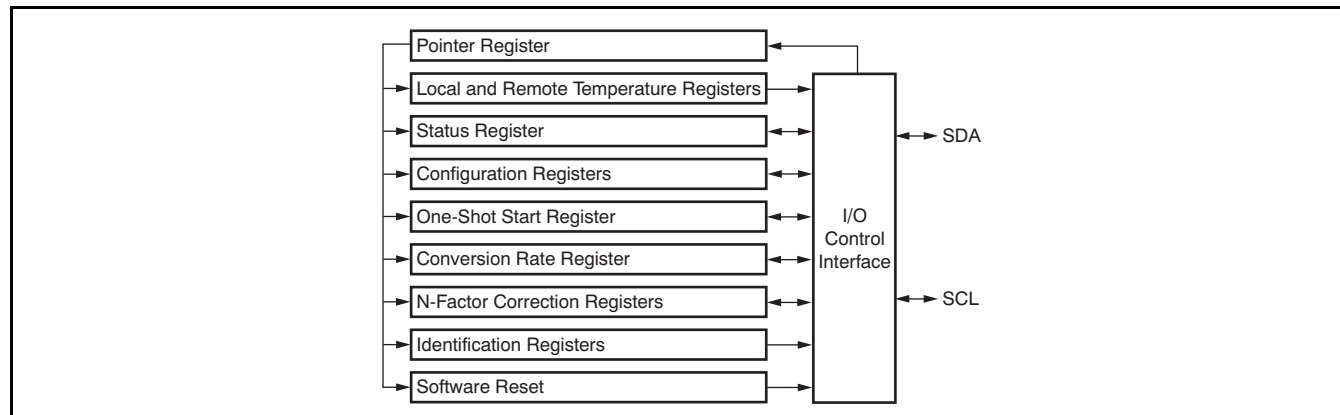 Pointer Register
Local and Remote Temperature Registers
Status Register
SDA
Configuration Registers
One-Shot Start Register
I/O
Control
Interface
Conversion Rate Register
N-Factor Correction Registers
SCL
Identification Registers
Software Reset